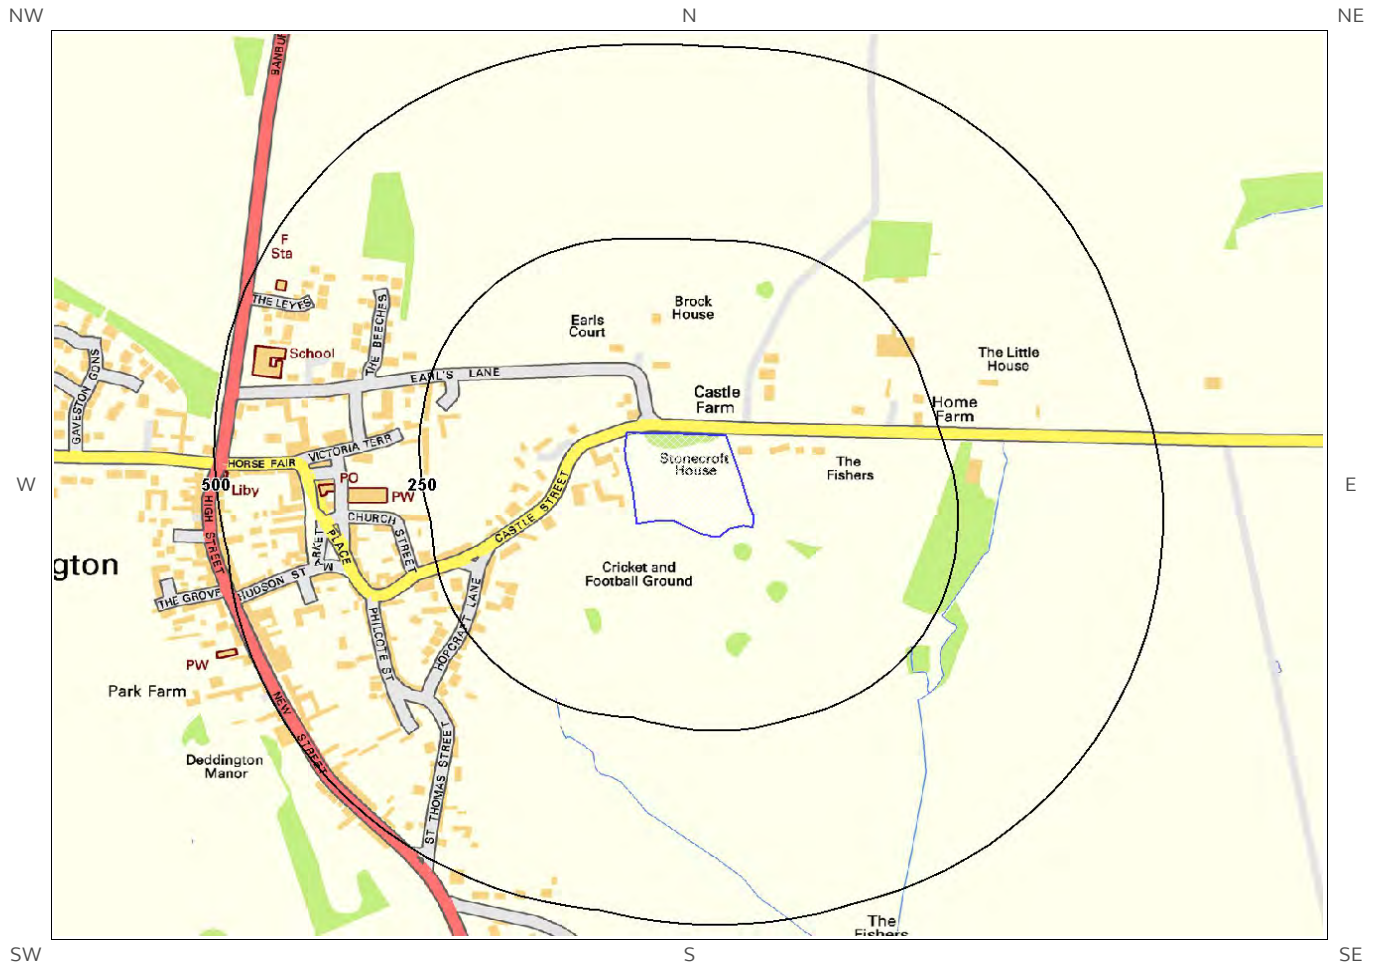 NW
N
NE
BANBU
F
Sta
THE LEYES
THE BEECHES
School
Brock
House
Earls
Court
The Little
House
GAVESTON GDNS
EARL'S LANE
Castle
Farm
Home
Farm
VICTORIA TERR
HORSE FAIR
Stonecroft
House
The
Fishers
W
500
Liby
PO
PW
250
E
HIGH STREET
CHURCH STREET
CASTLE STREET
PLACE
gton
Cricket and
Football Ground
THE GROVE
HUDSON ST
PHILCOTE ST
HOPCRAFT LANE
PW
Park Farm
NEW STREET
Deddington
Manor
ST THOMAS STREET
The
Fishers
SW
S
SE